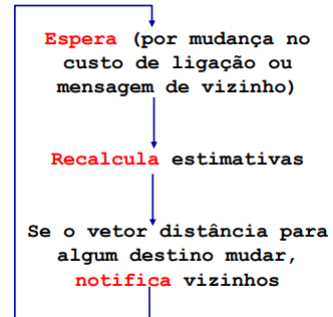 Espera (por mudança no
custo de ligação ou
mensagem de vizinho)
Recalcula estimativas
Se o vetor distância para
algum destino mudar,
notifica vizinhos